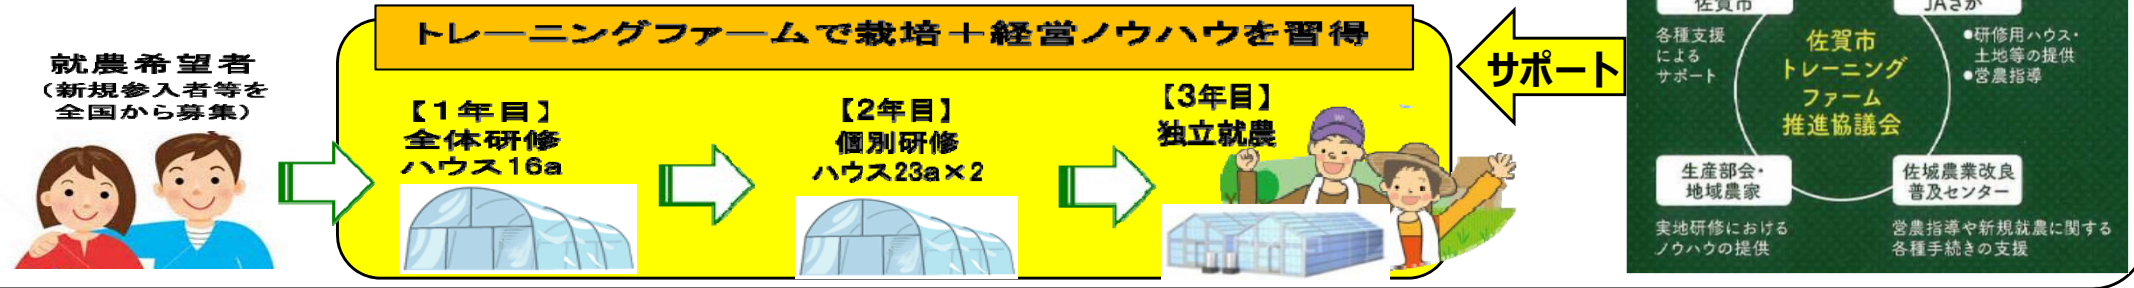 就農希望者
（新規参入者等を
全国から募集）
トレーニングファームで栽培＋経営ノウハウを習得
【1年目】
全体研修
ハウス16a
【2年目】
個別研修
ハウス23a×2
【3年目】
独立就農
サポート
佐賀市
各種支援
による
サポート
JAさが
●研修用ハウス・
土地等の提供
●営農指導
佐賀市
トレーニング
ファーム
推進協議会
生産部会・
地域農家
実地研修における
ノウハウの提供
佐城農業改良
普及センター
営農指導や新規就農に関する
各種手続きの支援